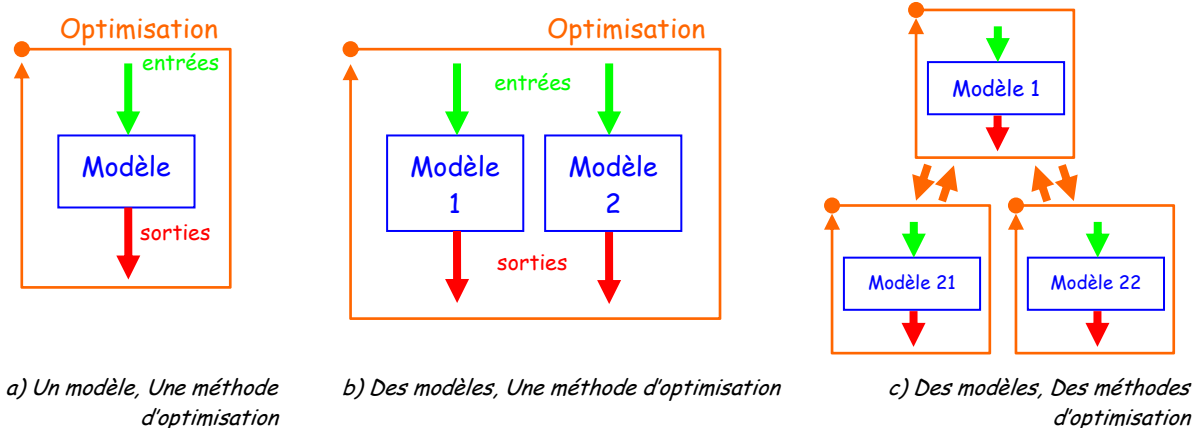 Optimisation
entrées
Modèle
sorties
a) Un modèle, Une méthode
d'optimisation
Optimisation
entrées
Modèle
1
Modèle
2
sorties
b) Des modèles, Une méthode d'optimisation
Modèle 1
Modèle 21
Modèle 22
c) Des modèles, Des méthodes
d'optimisation